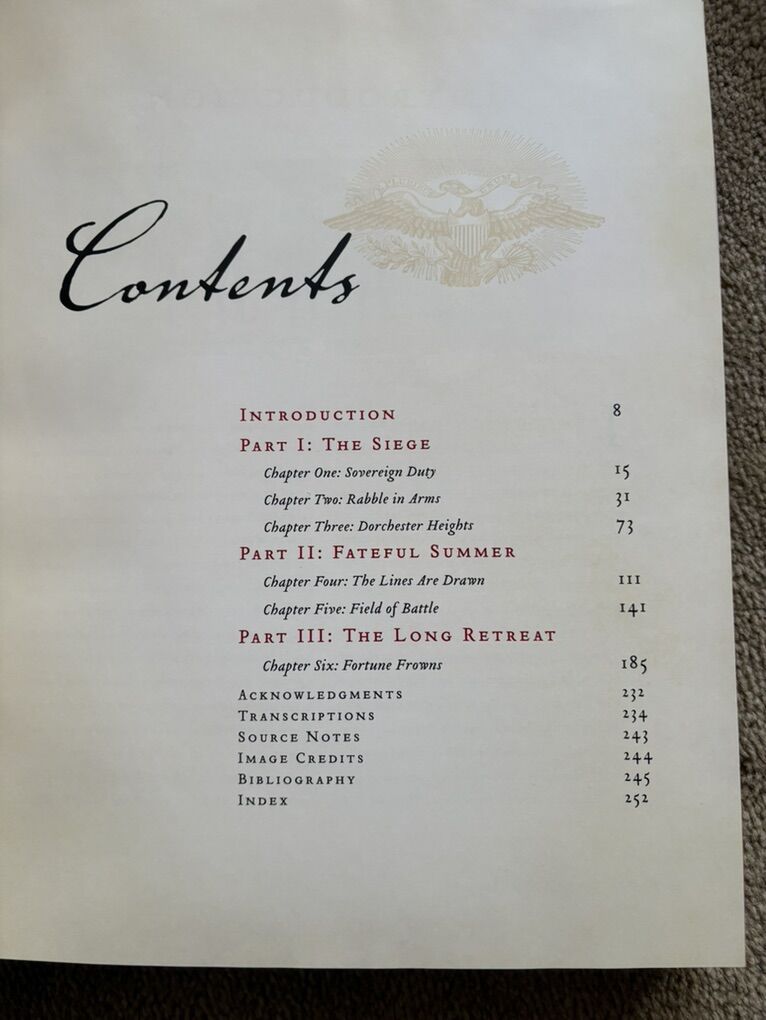 Contents
Introduction 8
Part I: The Siege
Chapter One: Sovereign Duty 15
Chapter Two: Rabble in Arms 31
Chapter Three: Dorchester Heights 73
Part II: Fateful Summer
Chapter Four: The Lines Are Drawn 111
Chapter Five: Field of Battle 141
Part III: The Long Retreat
Chapter Six: Fortune Frowns 185
Acknowledgments 232
Transcriptions 234
Source Notes 243
Image Credits 244
Bibliography 245
Index 252